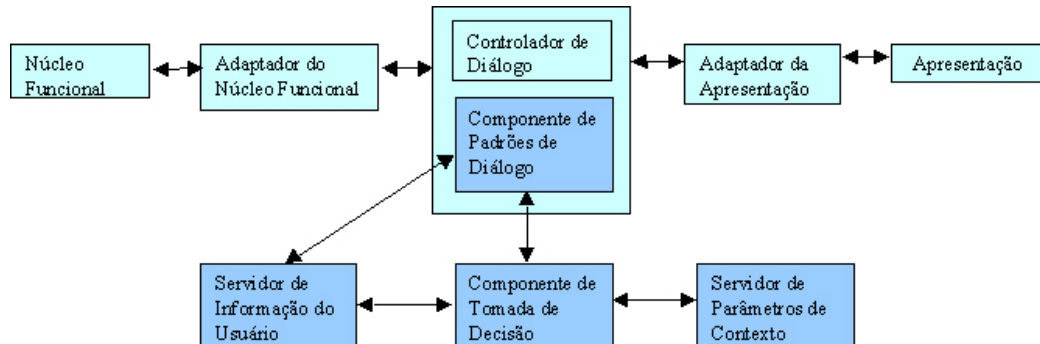 Núcleo
Funcional
Adaptador do
Núcleo Funcional
Controlador de
Diálogo
Componente de
Padrões de
Diálogo
Adaptador da
Apresentação
Apresentação
Servidor de
Informação do
Usuário
Componente de
Tomada de
Decisão
Servidor de
Parâmetros de
Contexto